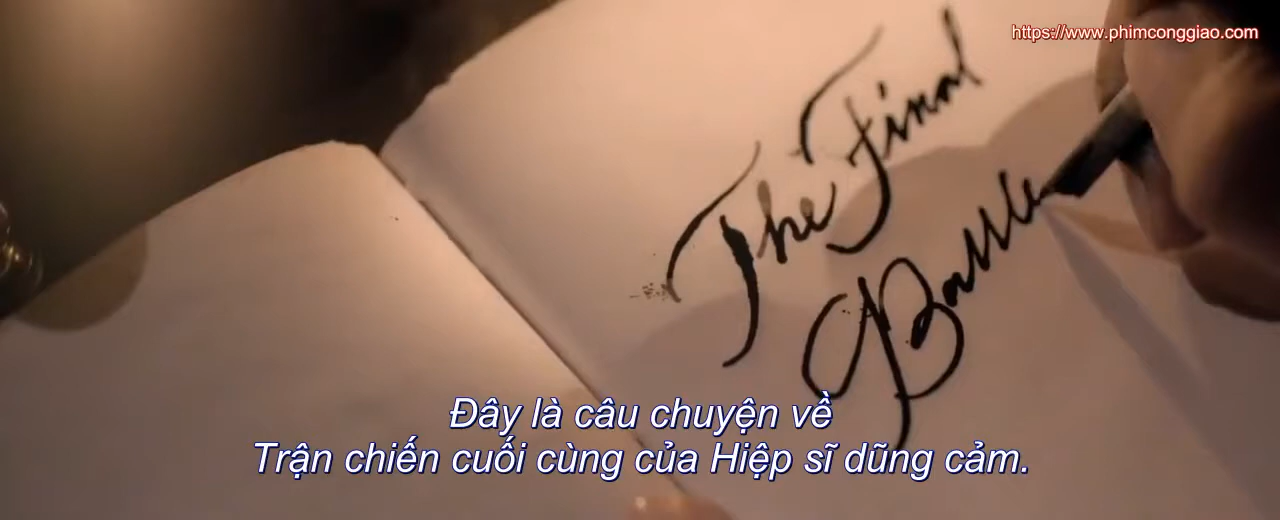 https://www.phimconggiao.com
The Final
Battle
Đây là câu chuyện về
Trận chiến cuối cùng của Hiệp sĩ dũng cảm.